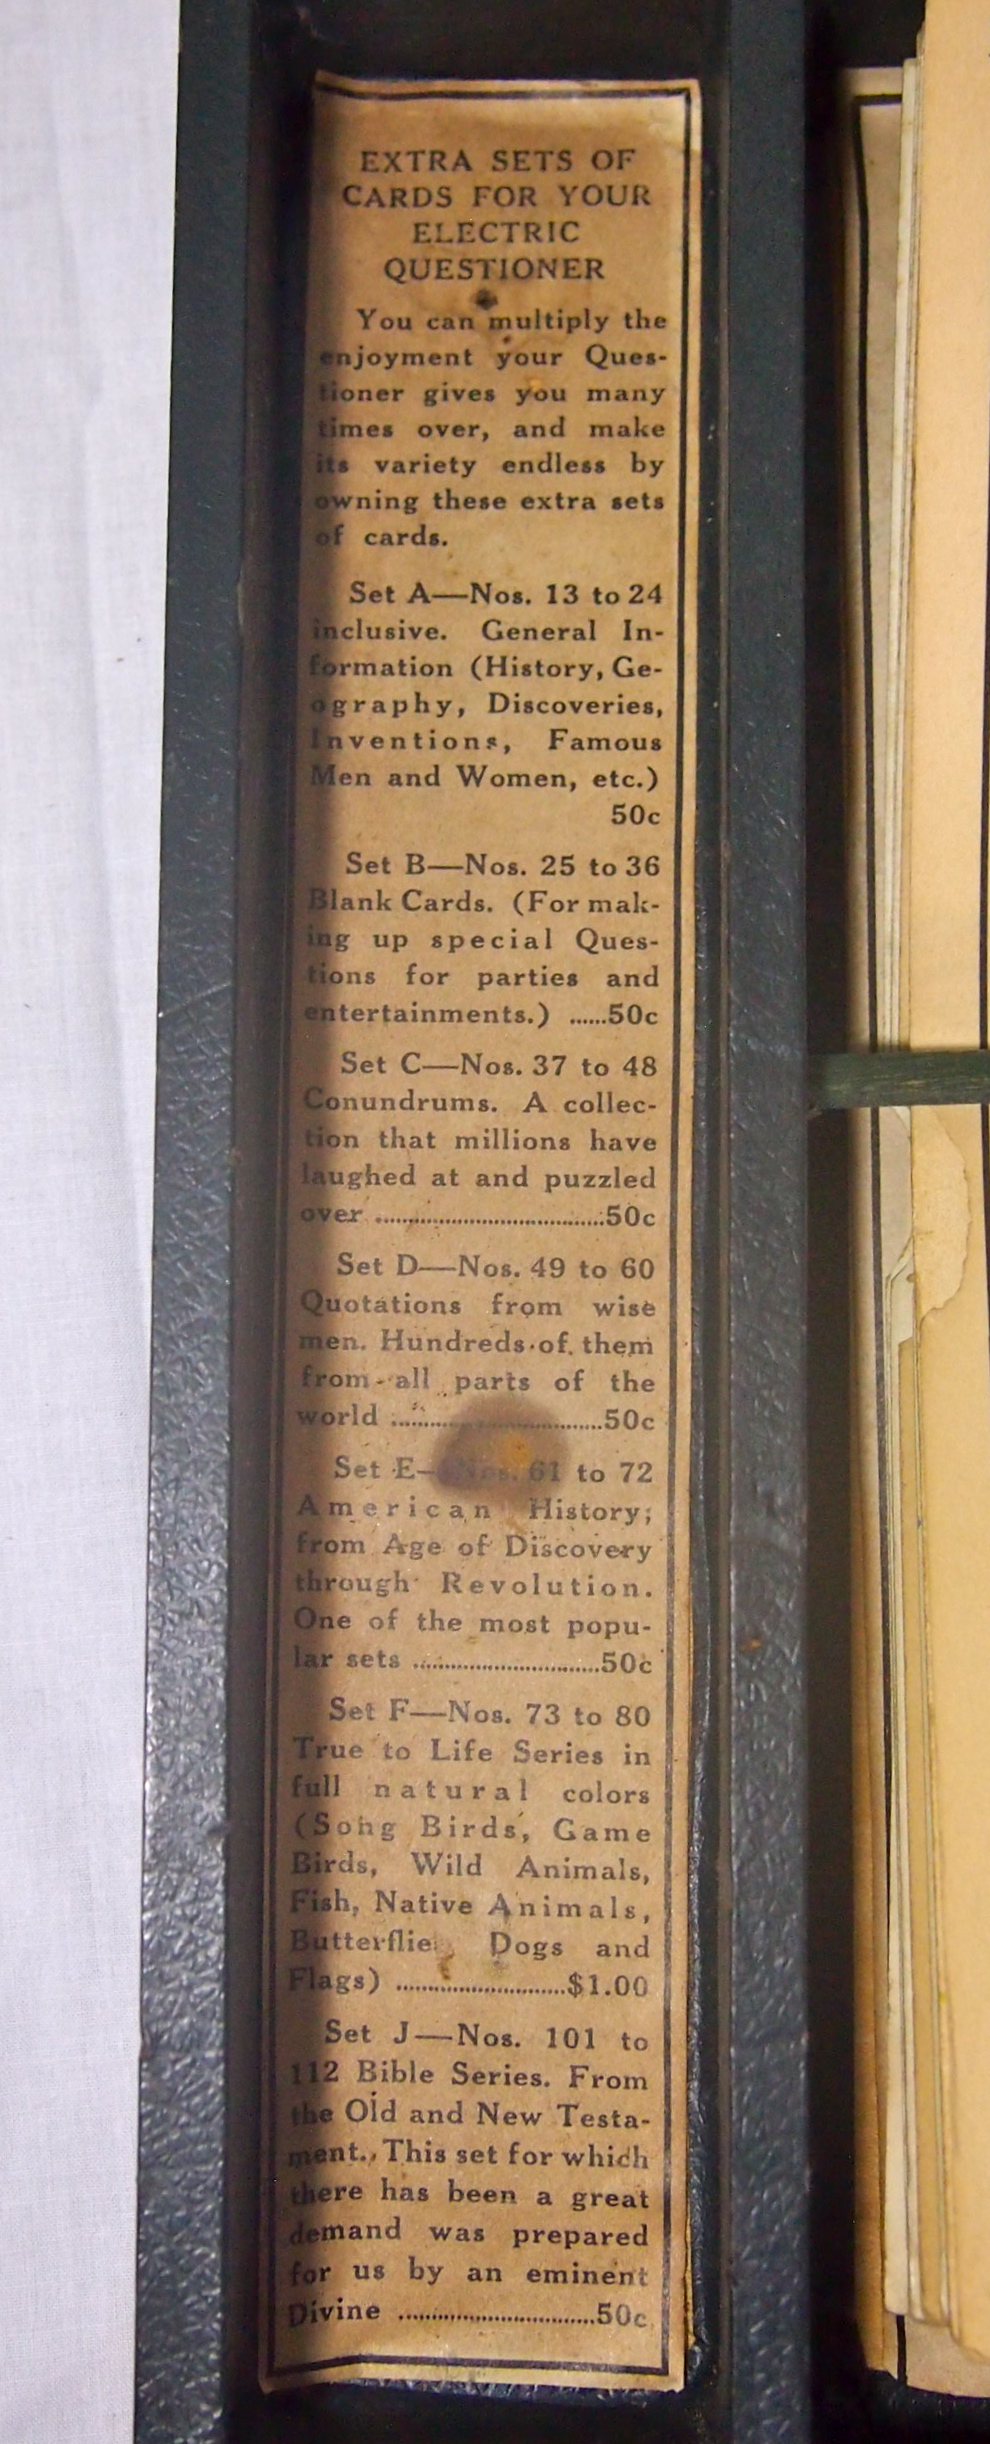 EXTRA SETS OF
CARDS FOR YOUR
ELECTRIC
QUESTIONER
You can multiply the
enjoyment your Ques-
tioner gives you many
times over, and make
its variety endless by
owning these extra sets
of cards.
Set A—Nos. 13 to 24
inclusive. General In-
formation (History, Ge-
ography, Discoveries,
Inventions, Famous
Men and Women, etc.)
50c
Set B—Nos. 25 to 36
Blank Cards. (For mak-
ing up special Ques-
tions for parties and
entertainments.) ......50c
Set C—Nos. 37 to 48
Conundrums. A collec-
tion that millions have
laughed at and puzzled
over ......................................50c
Set D—Nos. 49 to 60
Quotations from wise
men. Hundreds of them
from all parts of the
world ...................................50c
Set E—Nos. 61 to 72
American History;
from Age of Discovery
through Revolution.
One of the most popu-
lar sets ...............................50c
Set F—Nos. 73 to 80
True to Life Series in
full natural colors
(Song Birds, Game
Birds, Wild Animals,
Fish, Native Animals,
Butterflie Dogs and
Flags) ............................$1.00
Set J—Nos. 101 to
112 Bible Series. From
the Old and New Testa-
ment. This set for which
there has been a great
demand was prepared
for us by an eminent
Divine .................................50c